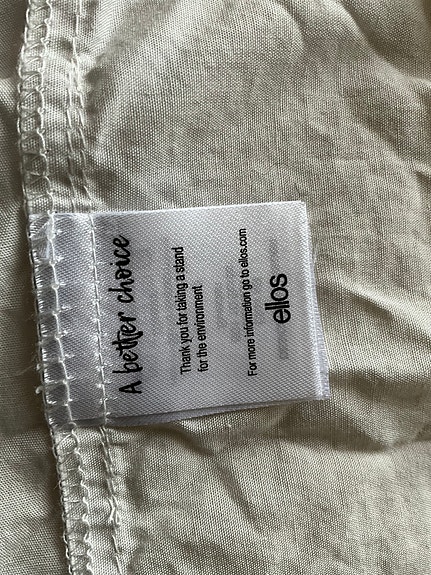 A better choice
Thank you for taking a stand
for the environment
For more information go to ellos.com
ellos